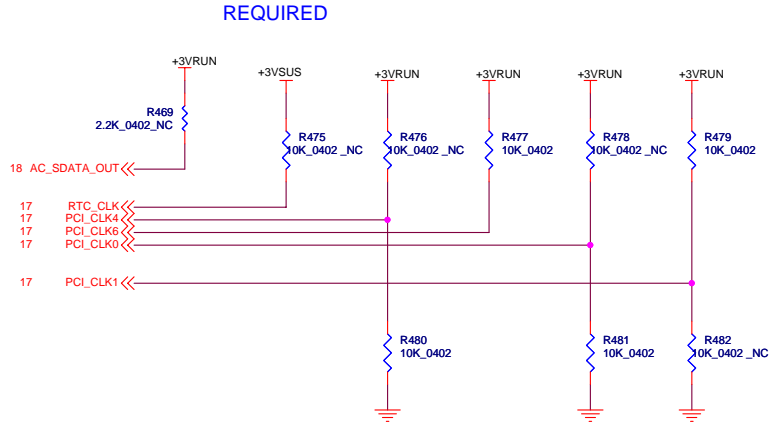 REQUIRED
+3VRUN
+3VSUS
+3VRUN
+3VRUN
+3VRUN
+3VRUN
R469
2.2K_0402_NC
R475
10K_0402 _NC
R476
10K_0402 _NC
R477
10K_0402
R478
10K_0402 _NC
R479
10K_0402
18 AC_SDATA_OUT
17 RTC_CLK
17 PCI_CLK4
17 PCI_CLK6
17 PCI_CLK0
17 PCI_CLK1
R480
10K_0402
R481
10K_0402
R482
10K_0402 _NC